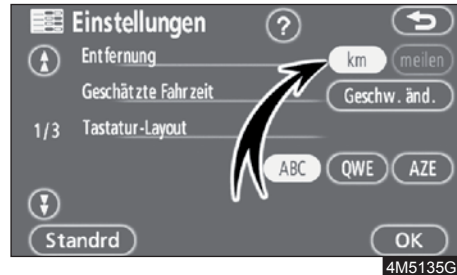 Einstellungen ?
Entfernung km meilen
Geschätzte Fahrzeit Geschw. änd.
1/3 Tastatur-Layout
ABC QWE AZE
Standrd OK
4M5135G